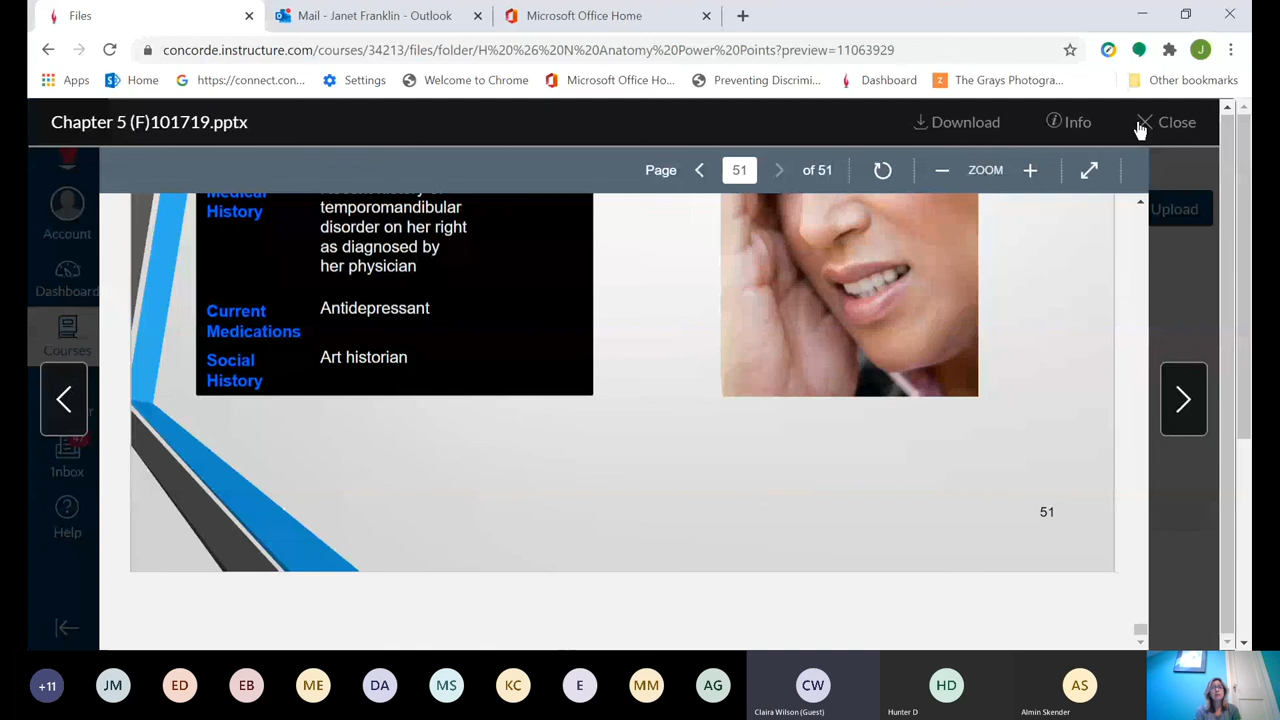 Files
Mail - Janet Franklin - Outlook
Microsoft Office Home
concorde.instructure.com/courses/34213/files/folder/H%20%26%20N%20Anatomy%20Power%20Points?preview=11063929
J
Apps
Home
https://connect.con...
Settings
Welcome to Chrome
Microsoft Office Ho...
Preventing Discrimi...
Dashboard
The Grays Photogra...
Other bookmarks
Chapter 5 (F)101719.pptx
Download
Info
Close
Page
51
of 51
ZOOM
Upload
Account
Dashboard
Courses
Inbox
Help
Medical
History
temporomandibular
disorder on her right
as diagnosed by
her physician
Current
Medications
Antidepressant
Social
History
Art historian
51
+11
JM
ED
EB
ME
DA
MS
KC
E
MM
AG
CW
Claira Wilson (Guest)
HD
Hunter D
AS
Almin Skender